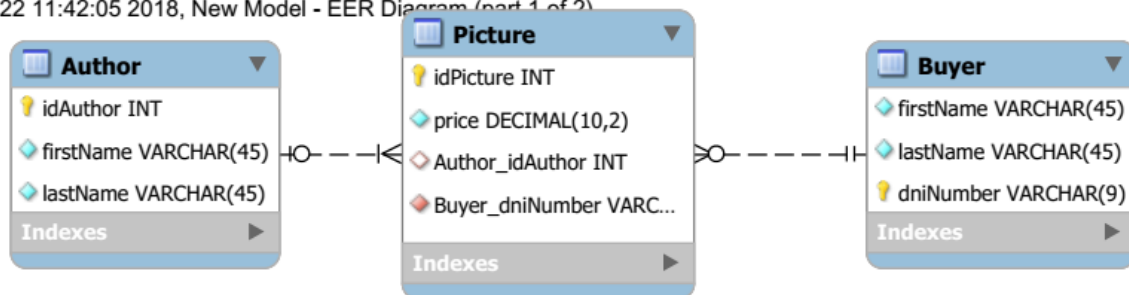 22 11:42:05 2018, New Model - EER Diagram (part 1 of 2)
Author
idAuthor INT
firstName VARCHAR(45)
lastName VARCHAR(45)
Indexes
Picture
idPicture INT
price DECIMAL(10,2)
Author_idAuthor INT
Buyer_dniNumber VARC...
Indexes
Buyer
firstName VARCHAR(45)
lastName VARCHAR(45)
dniNumber VARCHAR(9)
Indexes